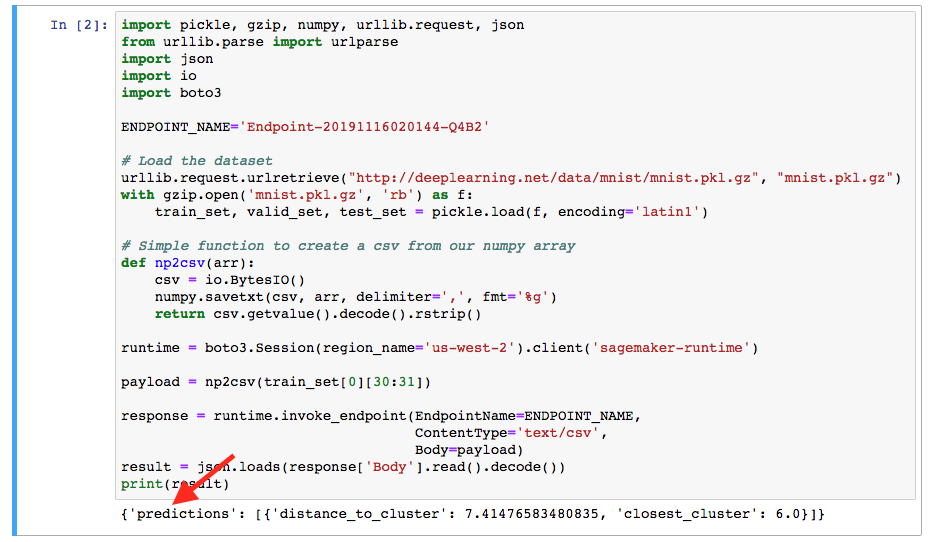 In [2]: import pickle, gzip, numpy, urllib.request, json
from urllib.parse import urlparse
import json
import io
import boto3
ENDPOINT_NAME='Endpoint-20191116020144-Q4B2'
# Load the dataset
urllib.request.urlretrieve("http://deeplearning.net/data/mnist/mnist.pkl.gz", "mnist.pkl.gz")
with gzip.open('mnist.pkl.gz', 'rb') as f:
    train_set, valid_set, test_set = pickle.load(f, encoding='latin1')
# Simple function to create a csv from our numpy array
def np2csv(arr):
    csv = io.BytesIO()
    numpy.savetxt(csv, arr, delimiter=',', fmt='%g')
    return csv.getvalue().decode().rstrip()
runtime = boto3.Session(region_name='us-west-2').client('sagemaker-runtime')
payload = np2csv(train_set[0][30:31])
response = runtime.invoke_endpoint(EndpointName=ENDPOINT_NAME,
                                   ContentType='text/csv',
                                   Body=payload)
result = json.loads(response['Body'].read().decode())
print(result)
{'predictions': [{'distance_to_cluster': 7.41476583480835, 'closest_cluster': 6.0}]}